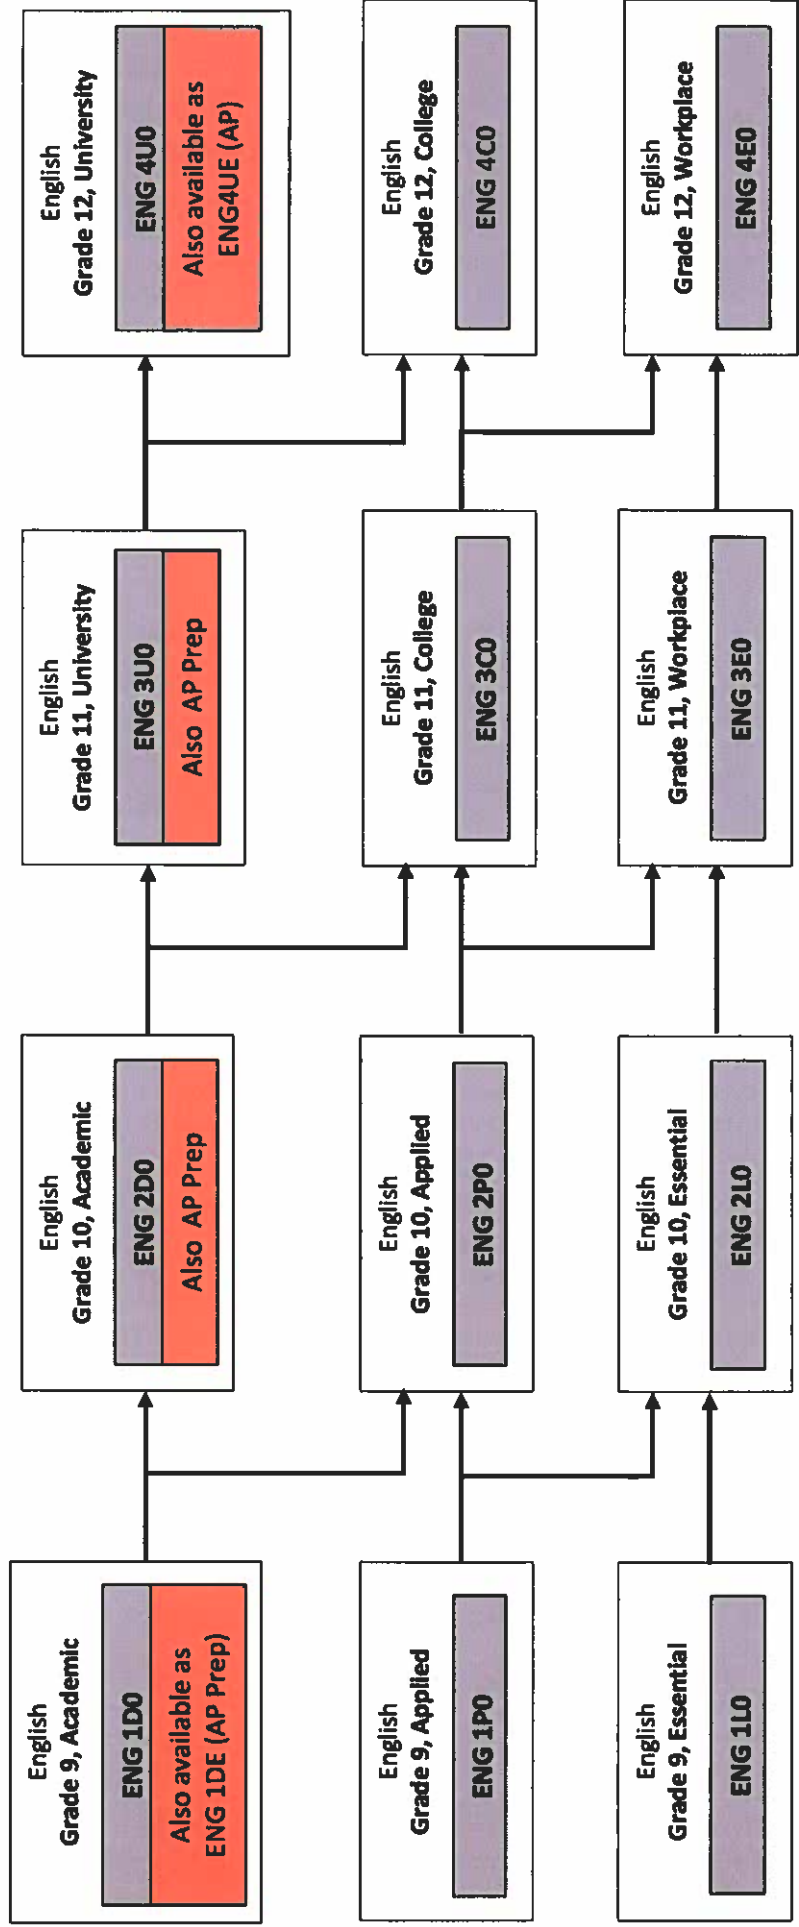 English
Grade 9, Academic
ENG 1D0
Also available as
ENG 1DE (AP Prep)
English
Grade 10, Academic
ENG 2D0
Also AP Prep
English
Grade 11, University
ENG 3U0
Also AP Prep
English
Grade 12, University
ENG 4U0
Also available as
ENG4UE (AP)
English
Grade 9, Applied
ENG 1P0
English
Grade 10, Applied
ENG 2P0
English
Grade 11, College
ENG 3C0
English
Grade 12, College
ENG 4C0
English
Grade 9, Essential
ENG 1L0
English
Grade 10, Essential
ENG 2L0
English
Grade 11, Workplace
ENG 3E0
English
Grade 12, Workplace
ENG 4E0